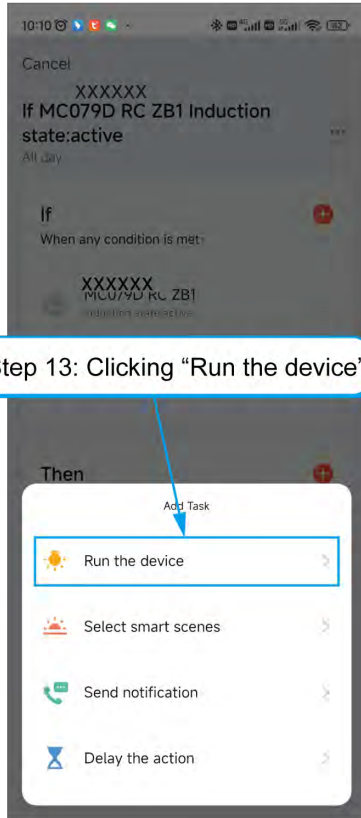 10:10
Cancel
XXXXXX
If MC079D RC ZB1 Induction
state:active
All day
If
When any condition is met
XXXXXX
MC079D RC ZB1
Induction state:active
Step 13: Clicking “Run the device”
Then
Add Task
Run the device
Select smart scenes
Send notification
Delay the action